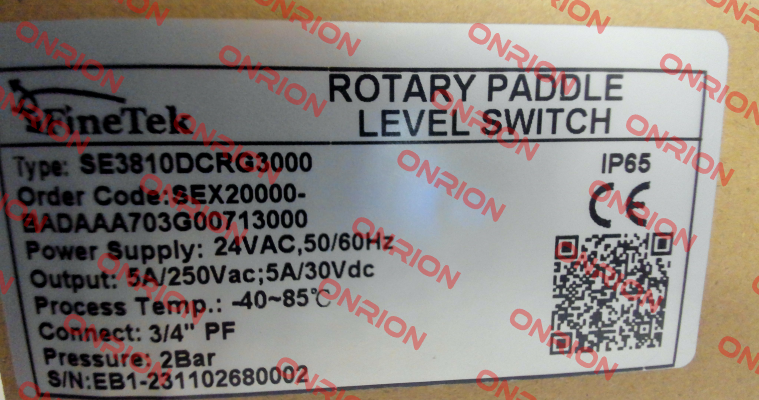 FineTek
ROTARY PADDLE
LEVEL SWITCH
Type: SE3810DCRG3000
IP65
Order Code:SEX20000-
BADAAA703G00713000
CE
Power Supply: 24VAC,50/60Hz
Output: 5A/250Vac;5A/30Vdc
Process Temp.: -40~85℃
Connect: 3/4" PF
Pressure: 2Bar
S/N:EB1-231102680002
ONRION